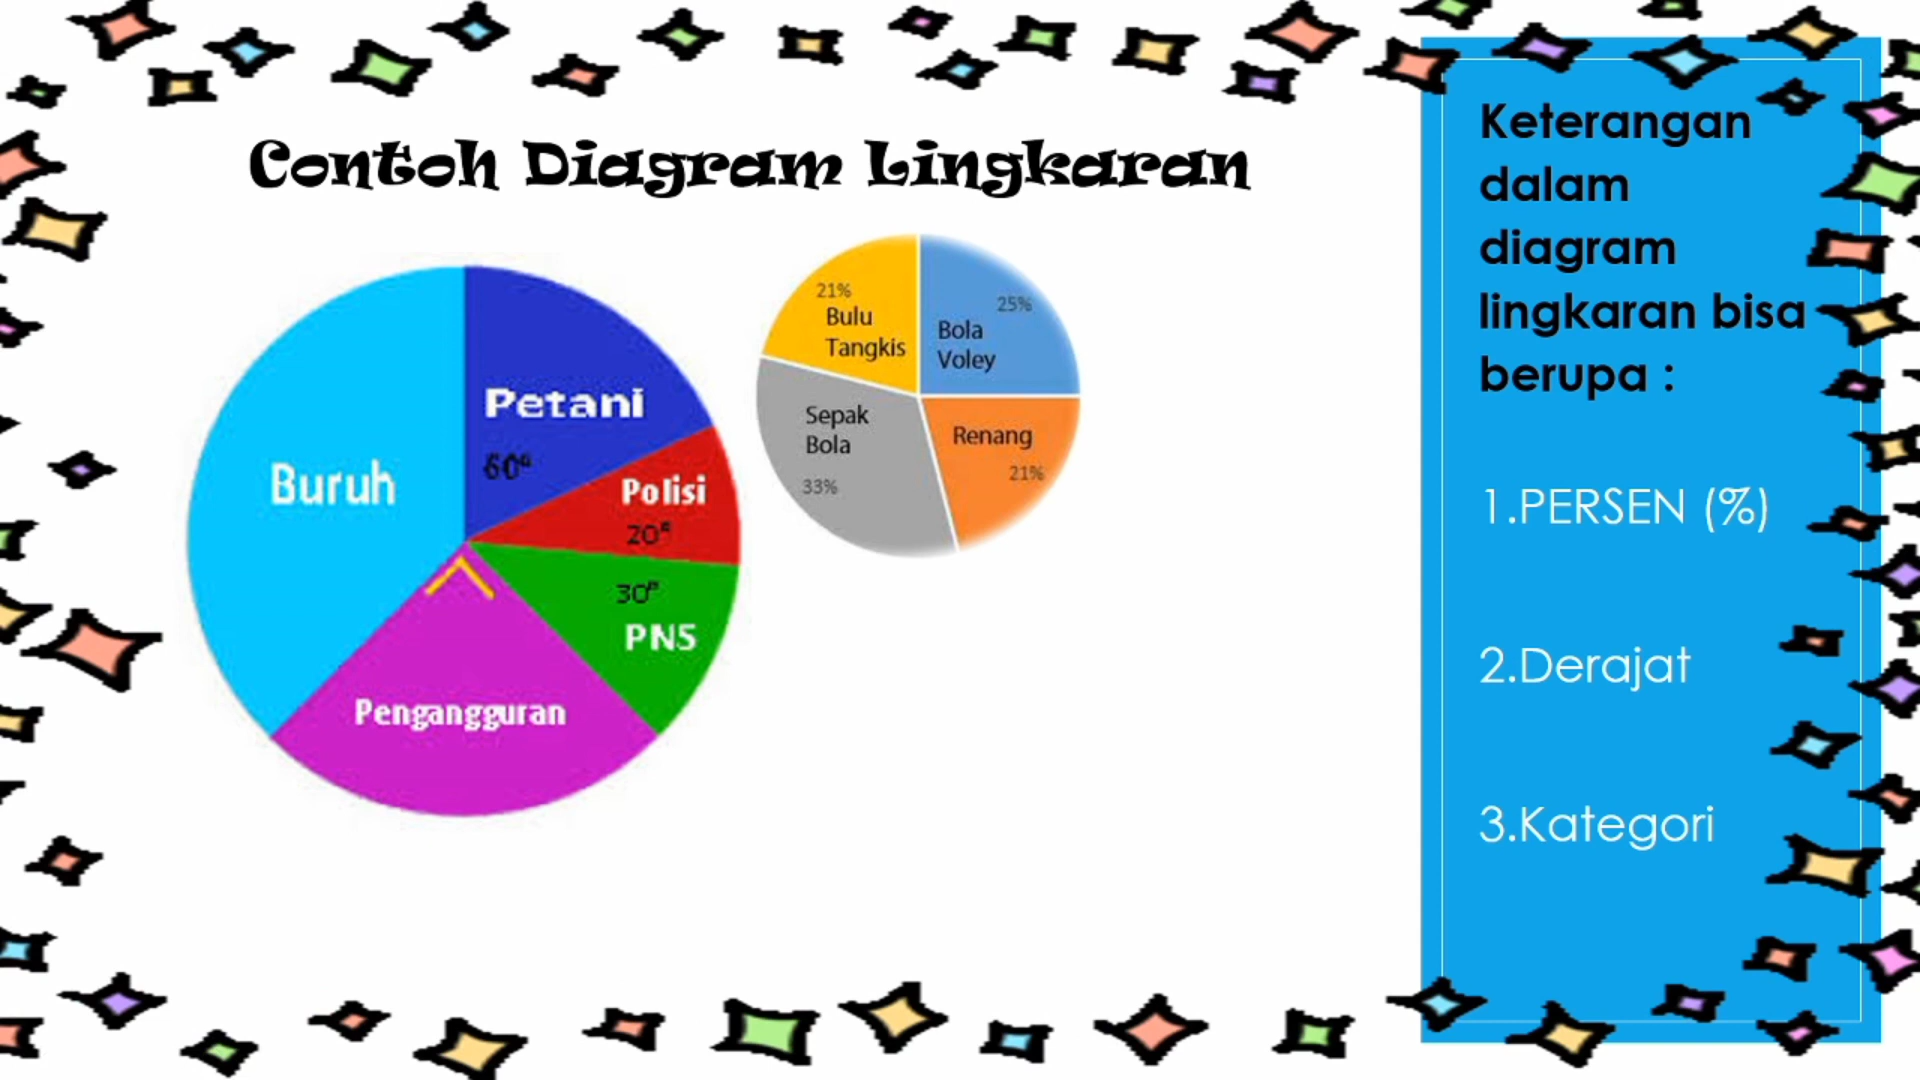 Contoh Diagram Lingkaran
Buruh
Petani
60°
Polisi
20°
30°
PNS
Pengangguran
21%
Bulu
Tangkis
25%
Bola
Voley
Sepak
Bola
33%
Renang
21%
Keterangan
dalam
diagram
lingkaran bisa
berupa :
1.PERSEN (%)
2.Derajat
3.Kategori